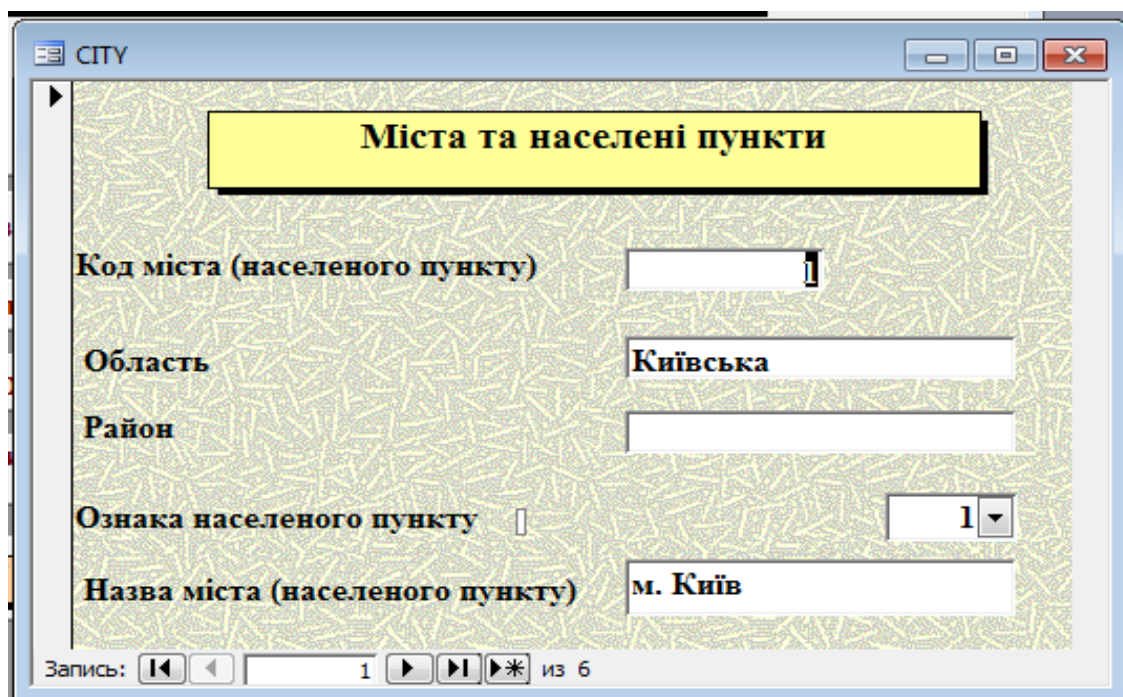 CITY
Міста та населені пункти
Код міста (населеного пункту) 1
Область Київська
Район
Ознака населеного пункту 1
Назва міста (населеного пункту) м. Київ
Запись: 1 из 6